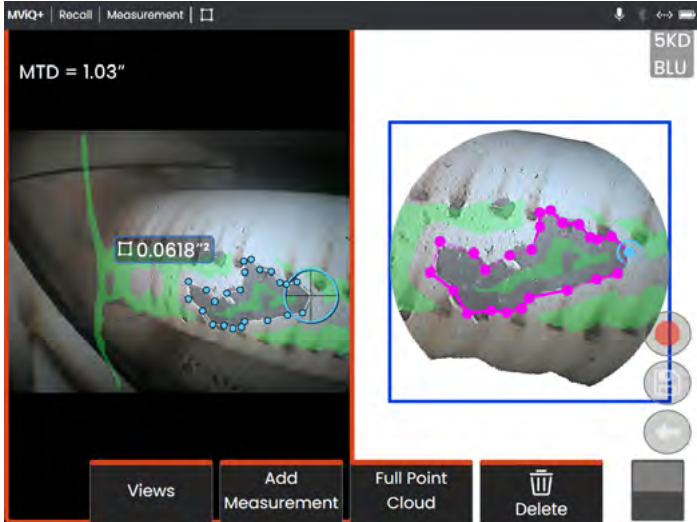 MViQ+ | Recall | Measurement |
5KD
BLU
MTD = 1.03"
0.0618"²
Views
Add
Measurement
Full Point
Cloud
Delete